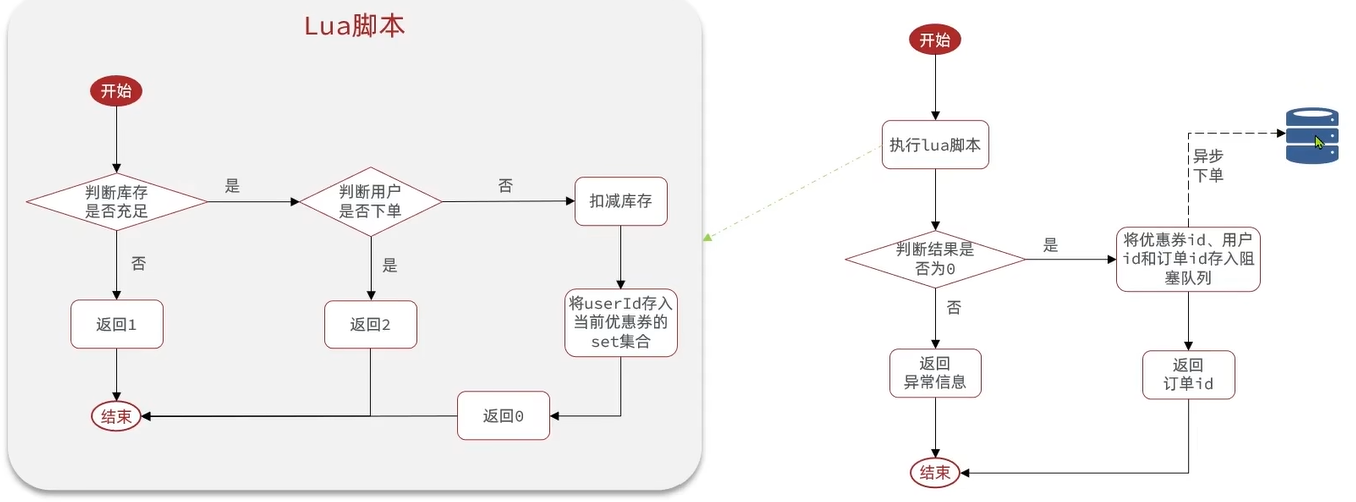 Lua脚本
开始
判断库存
是否充足
是
判断用户
是否下单
否
扣减库存
否
是
返回1
返回2
将userId存入
当前优惠券的
set集合
结束
返回0
开始
执行lua脚本
异步
下单
判断结果是
否为0
是
将优惠券id、用户
id和订单id存入阻
塞队列
否
返回
异常信息
返回
订单id
结束